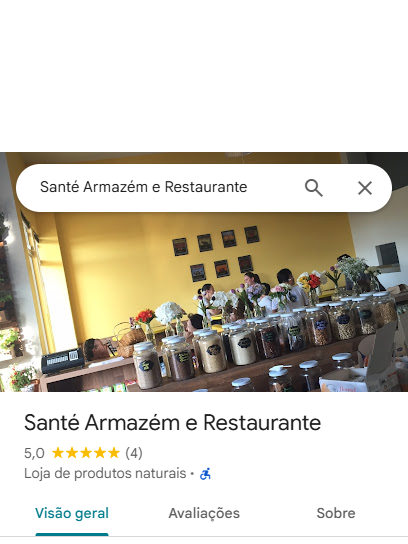 Santé Armazém e Restaurante
Santé Armazém e Restaurante
5,0 ★★★★★ (4)
Loja de produtos naturais ·
Visão geral
Avaliações
Sobre